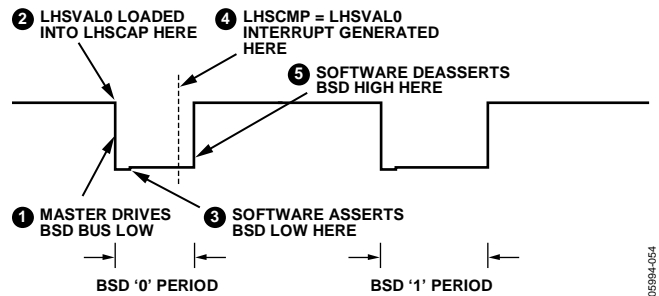 2 LHSVAL0 LOADED
INTO LHSCAP HERE
4 LHSCMP = LHSVAL0
INTERRUPT GENERATED
HERE
5 SOFTWARE DEASSERTS
BSD HIGH HERE
1 MASTER DRIVES
BSD BUS LOW
3 SOFTWARE ASSERTS
BSD LOW HERE
BSD ‘0’ PERIOD
BSD ‘1’ PERIOD
05994-054